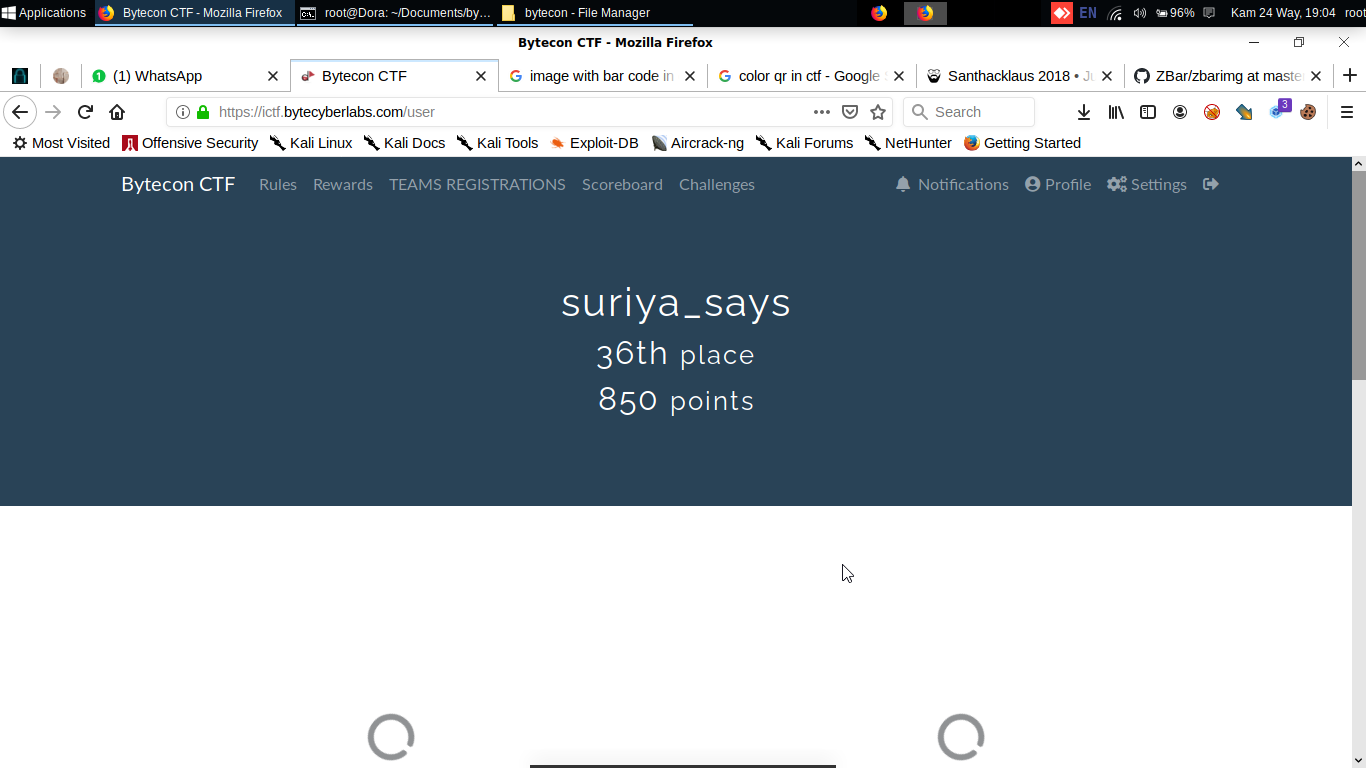 Applications Bytecon CTF - Mozilla Firefox root@Dora: ~/Documents/by... bytecon - File Manager EN 96% Kam 24 Way, 19:04 root
Bytecon CTF - Mozilla Firefox
(1) WhatsApp Bytecon CTF image with bar code in color qr in ctf - Google Santhacklaus 2018 • ZBar/zbarimg at maste
https://ictf.bytecyberlabs.com/user Search 3
Most Visited Offensive Security Kali Linux Kali Docs Kali Tools Exploit-DB Aircrack-ng Kali Forums NetHunter Getting Started
Bytecon CTF Rules Rewards TEAMS REGISTRATIONS Scoreboard Challenges Notifications Profile Settings
suriya_says
36th place
850 points